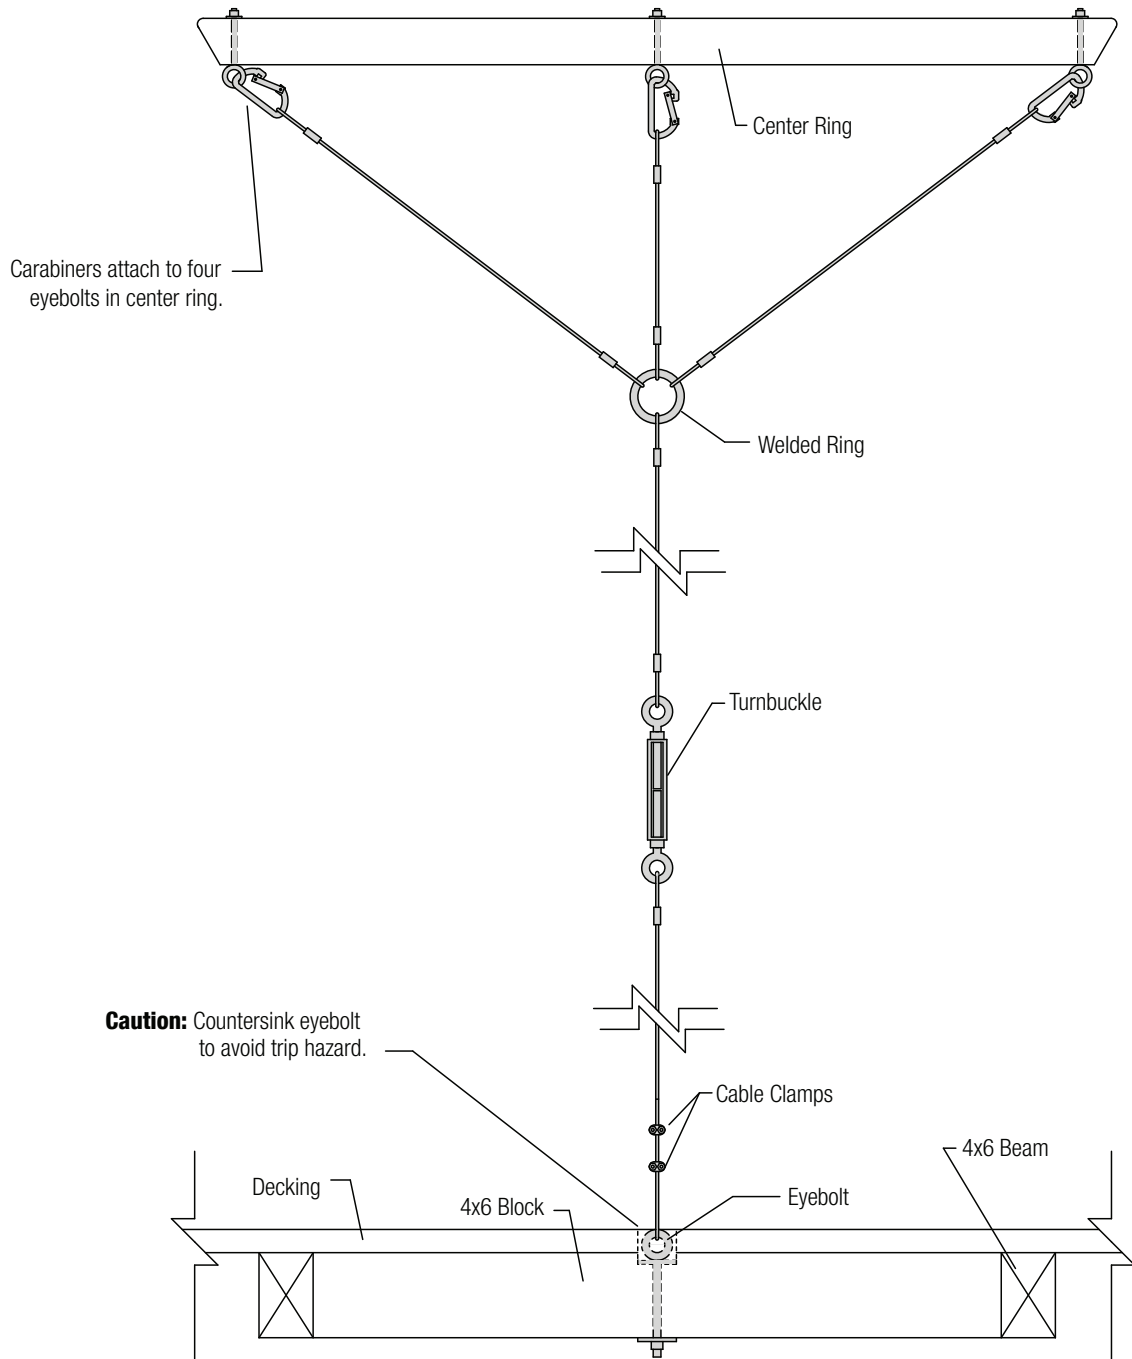 Center Ring
Carabiners attach to four
eyebolts in center ring.
Welded Ring
Turnbuckle
Caution: Countersink eyebolt
to avoid trip hazard.
Cable Clamps
4x6 Beam
Decking
4x6 Block
Eyebolt